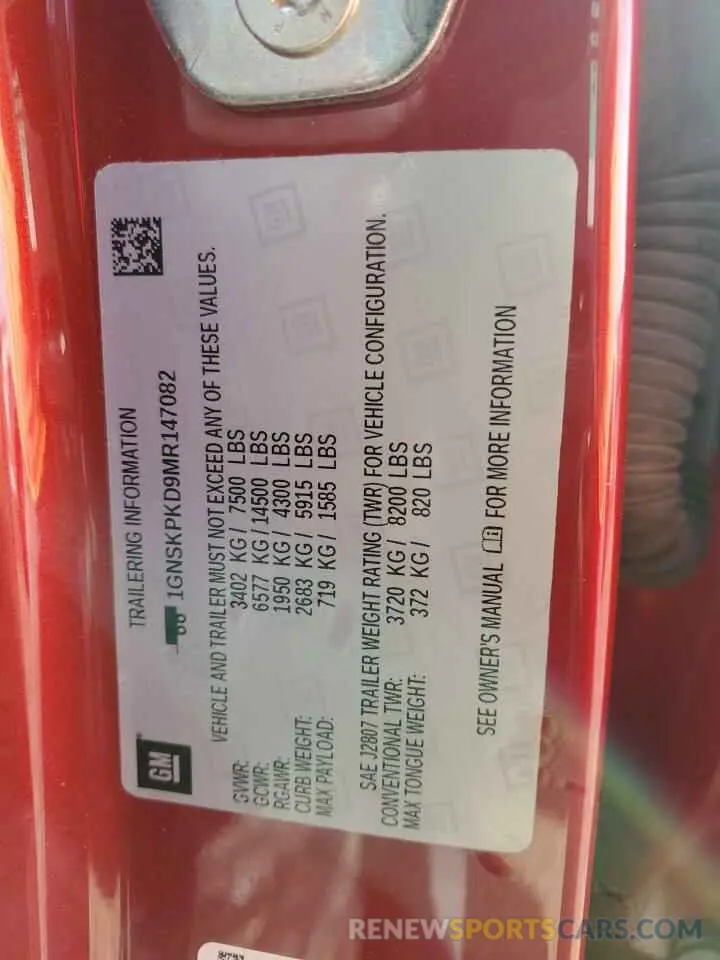 TRAILERING INFORMATION
1GNSKPKD9MR147082
GM
VEHICLE AND TRAILER MUST NOT EXCEED ANY OF THESE VALUES.
GVWR: 3402 KG/ 7500 LBS
GCWR: 6577 KG/14500 LBS
RGAWR: 1950 KG/ 4300 LBS
CURB WEIGHT: 2683 KG/ 5915 LBS
MAX PAYLOAD: 719 KG/ 1585 LBS
SAE J2807 TRAILER WEIGHT RATING (TWR) FOR VEHICLE CONFIGURATION.
CONVENTIONAL TWR: 3720 KG/ 8200 LBS
MAX TONGUE WEIGHT: 372 KG/ 820 LBS
SEE OWNER'S MANUAL FOR MORE INFORMATION
RENEWSPORTSCARS.COM